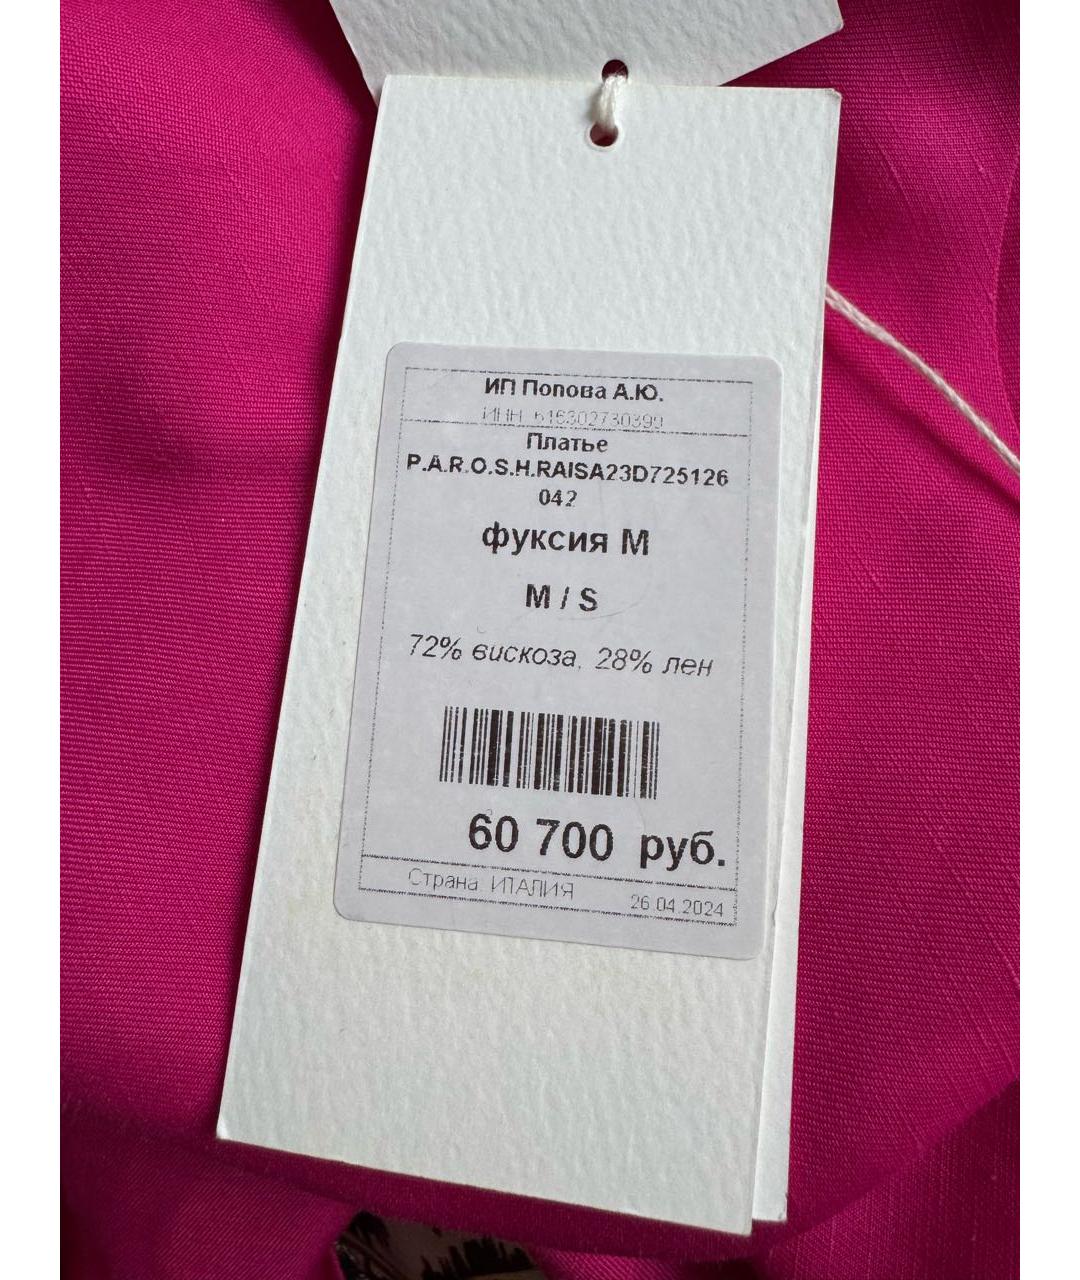 ИП Попова А.Ю.
ИНН 616302730399
Платье
P.A.R.O.S.H.RAISA23D725126
042
фуксия M
M / S
72% вискоза, 28% лен
60 700 руб.
Страна: ИТАЛИЯ
26.04.2024